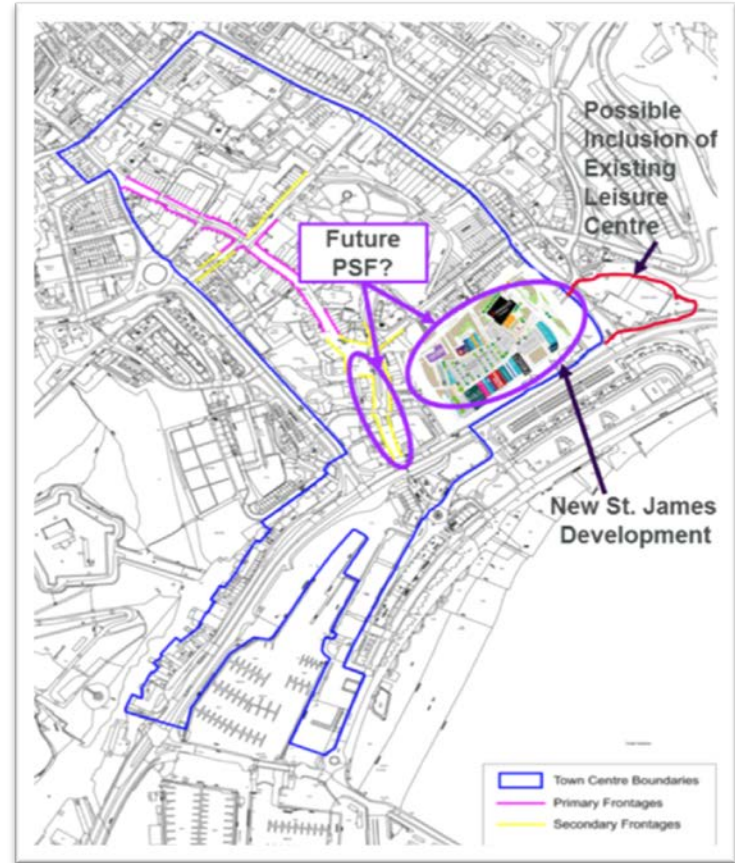 Possible
Inclusion of
Existing
Leisure
Centre
Future
PSF?
New St. James
Development
Town Centre Boundaries
Primary Frontages
Secondary Frontages